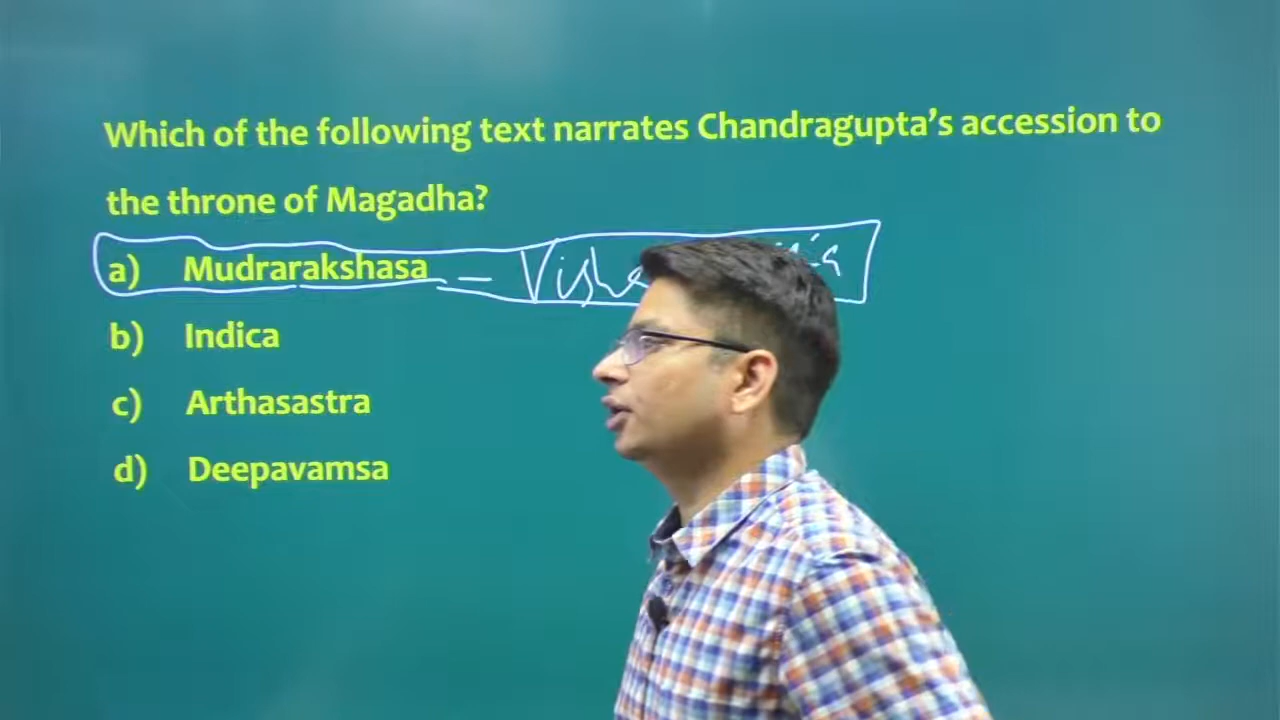 Which of the following text narrates Chandragupta's accession to
the throne of Magadha?
a) Mudrarakshasa –
b) Indica
c) Arthasastra
d) Deepavamsa